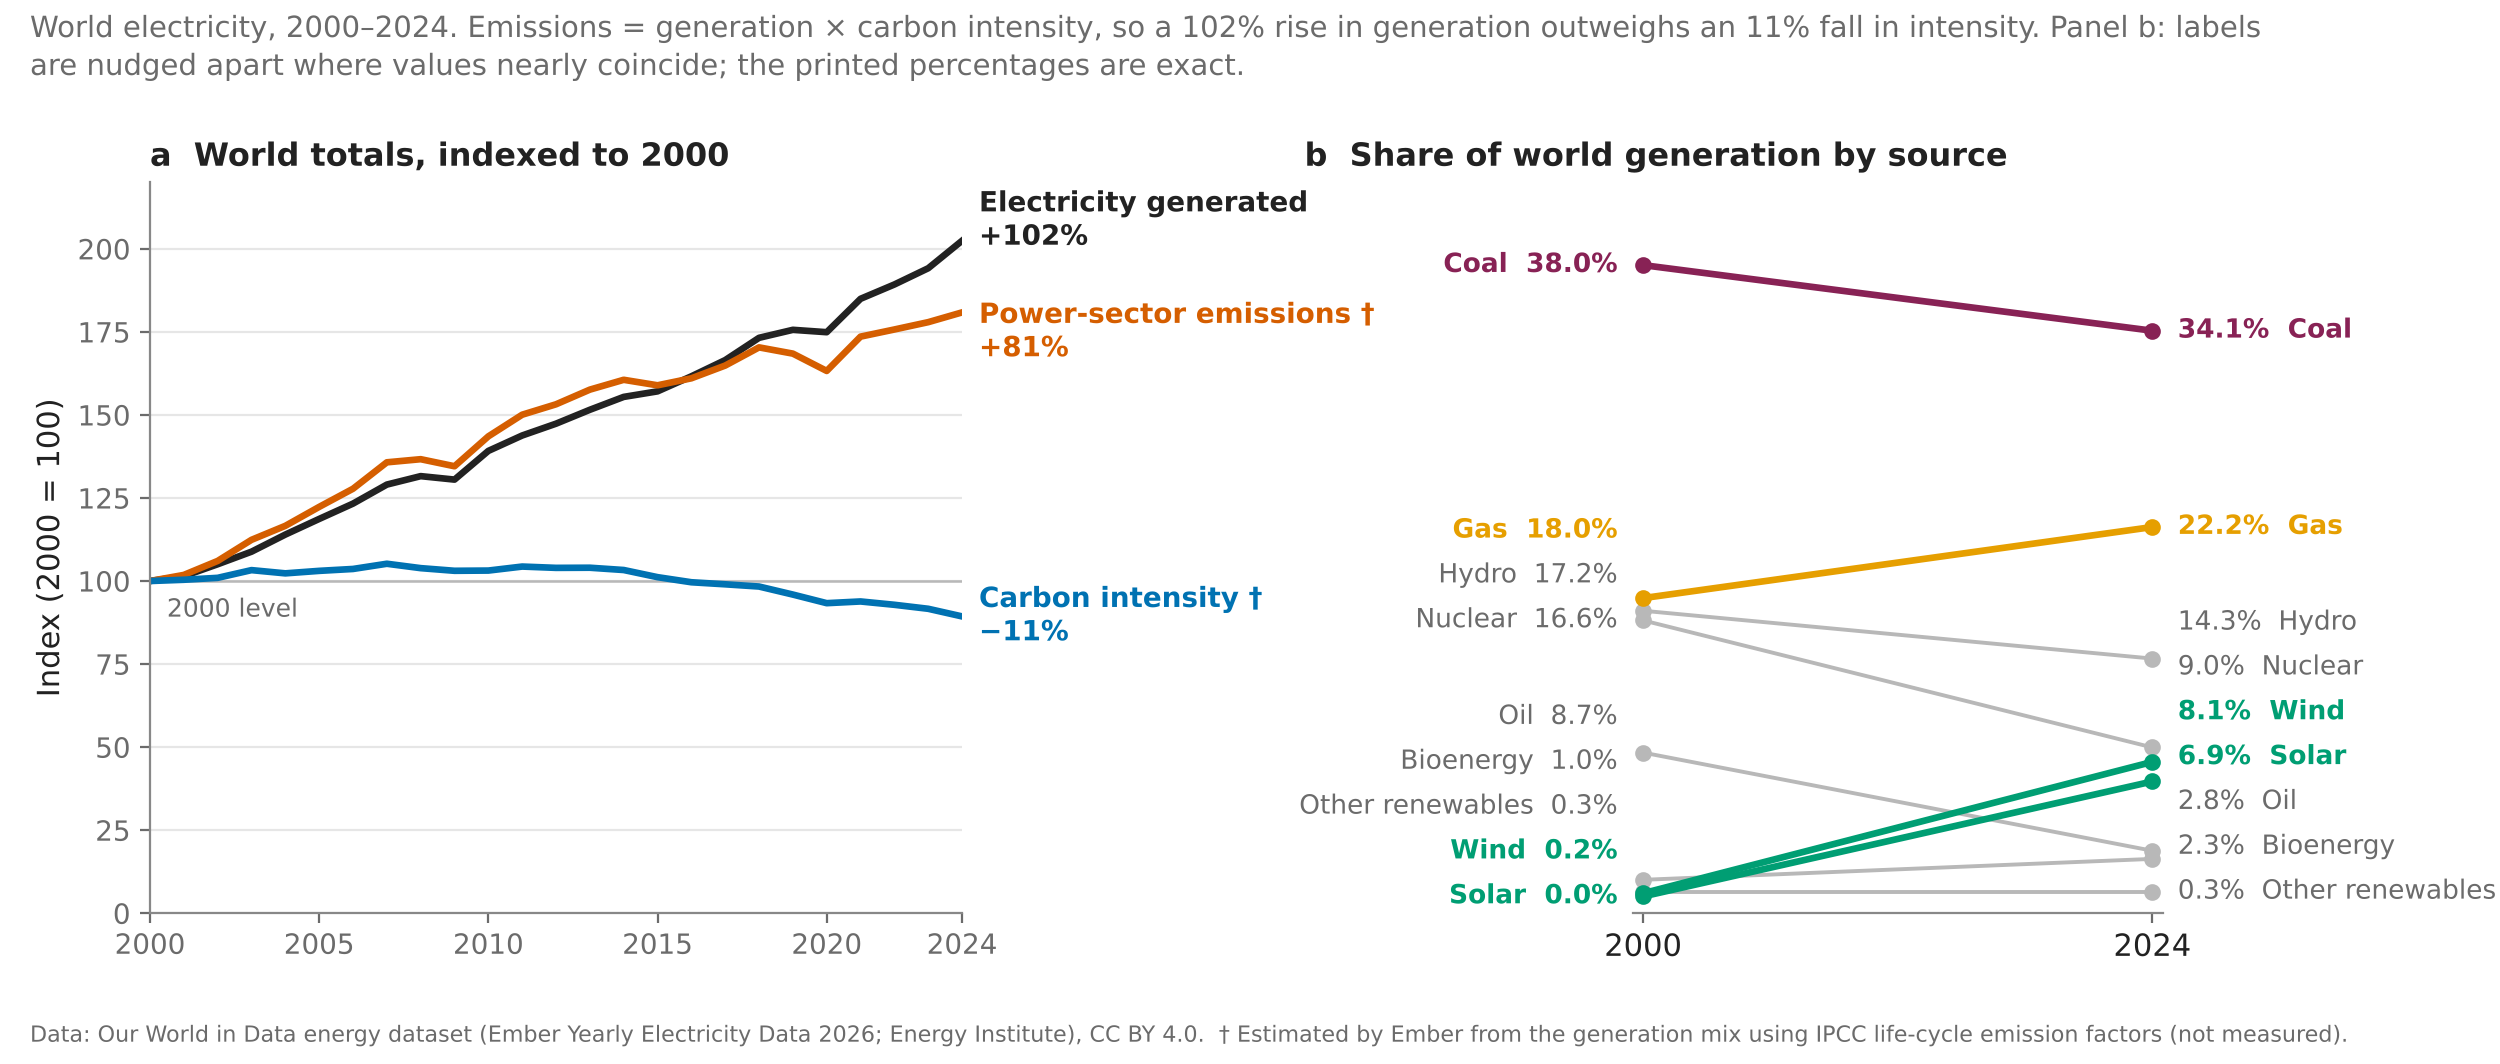 World electricity, 2000–2024. Emissions = generation × carbon intensity, so a 102% rise in generation outweighs an 11% fall in intensity. Panel b: labels
are nudged apart where values nearly coincide; the printed percentages are exact.
a World totals, indexed to 2000
Index (2000 = 100)
200
175
150
125
100
75
50
25
0
2000 level
Electricity generated
+102%
Power-sector emissions †
+81%
Carbon intensity †
−11%
2000
2005
2010
2015
2020
2024
b Share of world generation by source
Coal 38.0%
Gas 18.0%
Hydro 17.2%
Nuclear 16.6%
Oil 8.7%
Bioenergy 1.0%
Other renewables 0.3%
Wind 0.2%
Solar 0.0%
34.1% Coal
22.2% Gas
14.3% Hydro
9.0% Nuclear
8.1% Wind
6.9% Solar
2.8% Oil
2.3% Bioenergy
0.3% Other renewables
2000
2024
Data: Our World in Data energy dataset (Ember Yearly Electricity Data 2026; Energy Institute), CC BY 4.0. † Estimated by Ember from the generation mix using IPCC life-cycle emission factors (not measured).